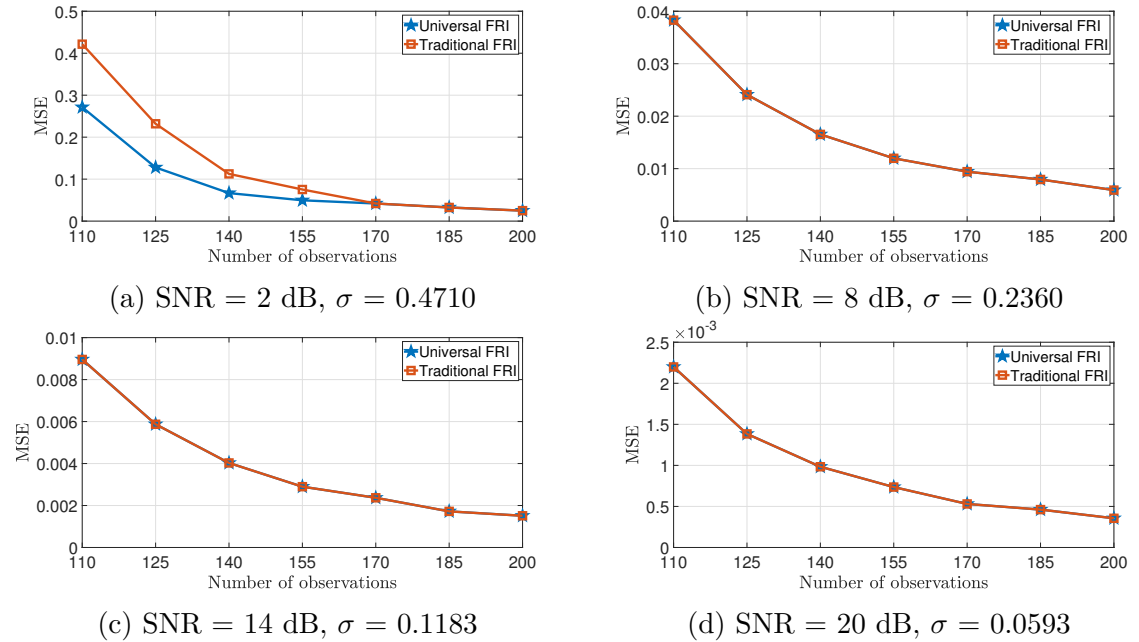 0.5
0.4
0.3
0.2
0.1
0
MSE
Universal FRI
Traditional FRI
110 125 140 155 170 185 200
Number of observations
(a) SNR = 2 dB, σ = 0.4710
0.04
0.03
0.02
0.01
0
MSE
Universal FRI
Traditional FRI
110 125 140 155 170 185 200
Number of observations
(b) SNR = 8 dB, σ = 0.2360
0.01
0.008
0.006
0.004
0.002
0
MSE
Universal FRI
Traditional FRI
110 125 140 155 170 185 200
Number of observations
(c) SNR = 14 dB, σ = 0.1183
×10⁻³
2.5
2
1.5
1
0.5
0
MSE
Universal FRI
Traditional FRI
110 125 140 155 170 185 200
Number of observations
(d) SNR = 20 dB, σ = 0.0593